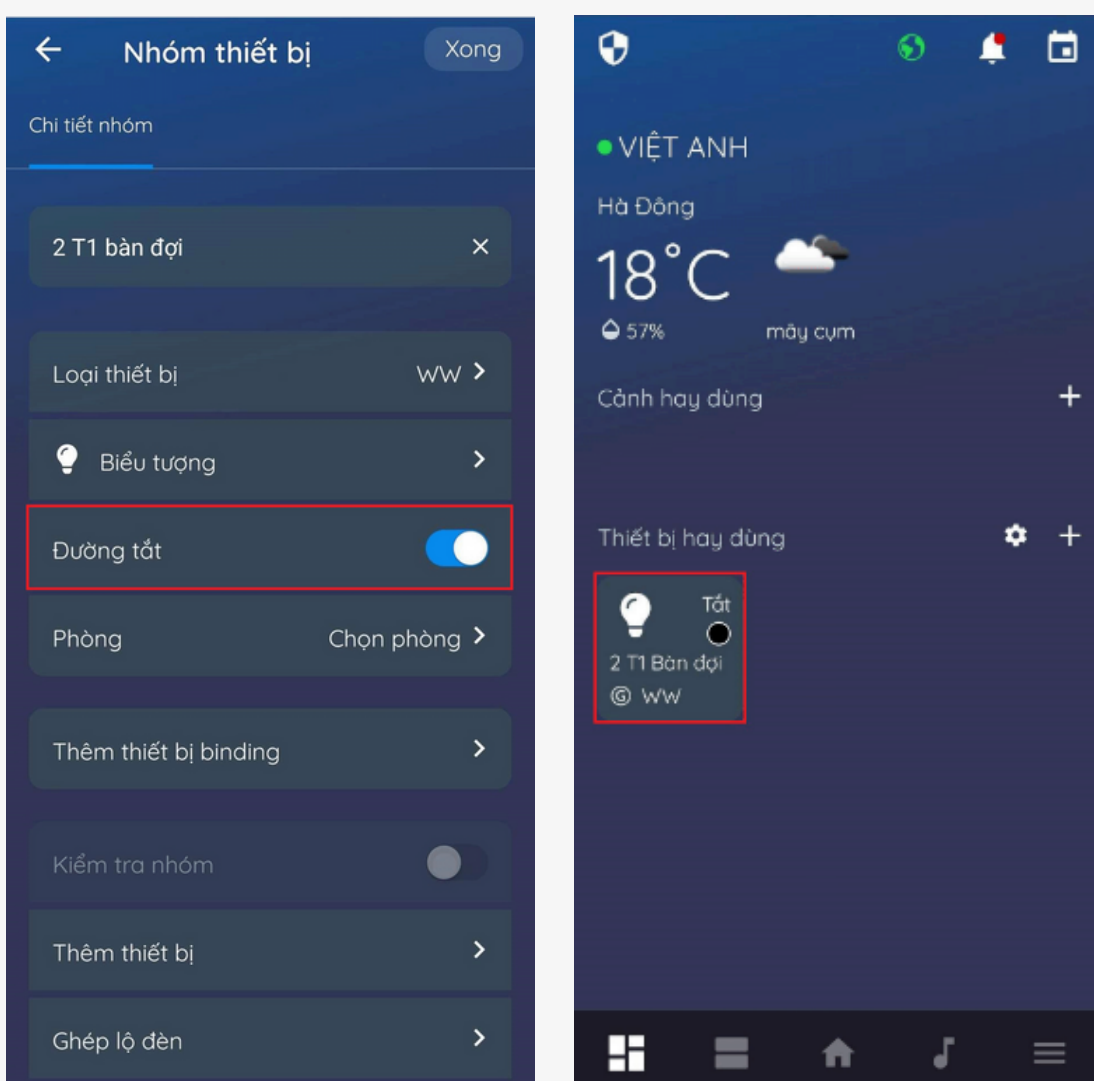 Nhóm thiết bị
Xong
Chi tiết nhóm
2 T1 bàn đợi
Loại thiết bị
WW
Biểu tượng
Đường tắt
Phòng
Chọn phòng
Thêm thiết bị binding
Kiểm tra nhóm
Thêm thiết bị
Ghép lộ đèn
VIỆT ANH
Hà Đông
18°C
57%
mây cụm
Cảnh hay dùng
Thiết bị hay dùng
Tắt
2 T1 Bàn đợi
G WW